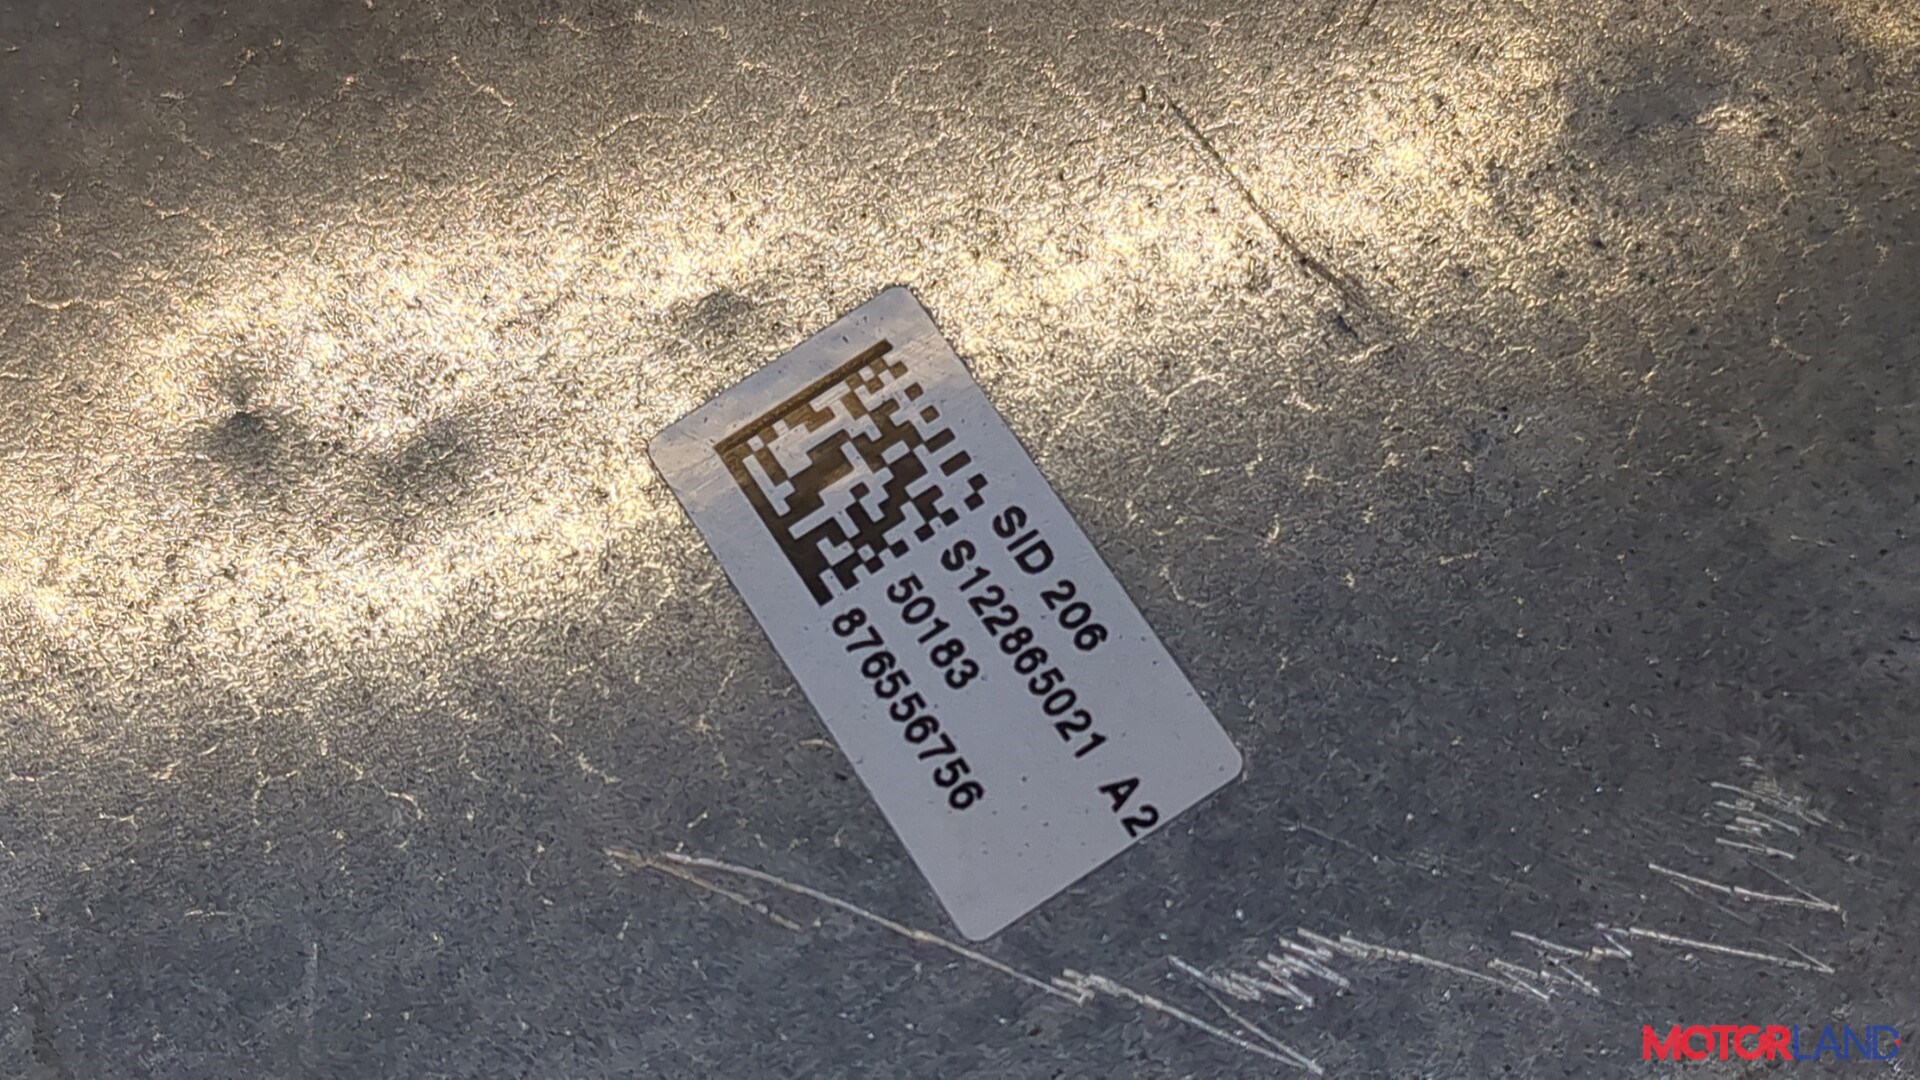 SID 206
S122865021 A2
50183
876556756
MOTORLAND